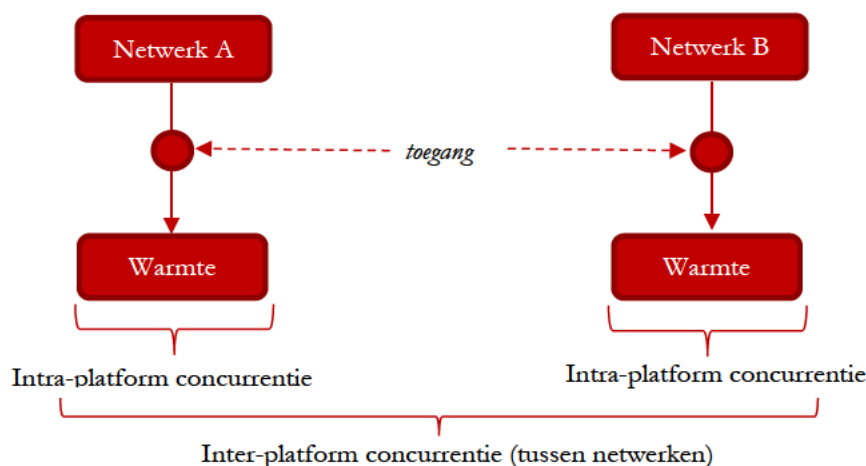 Netwerk A
Netwerk B
toegang
Warmte
Warmte
Intra-platform concurrentie
Intra-platform concurrentie
Inter-platform concurrentie (tussen netwerken)